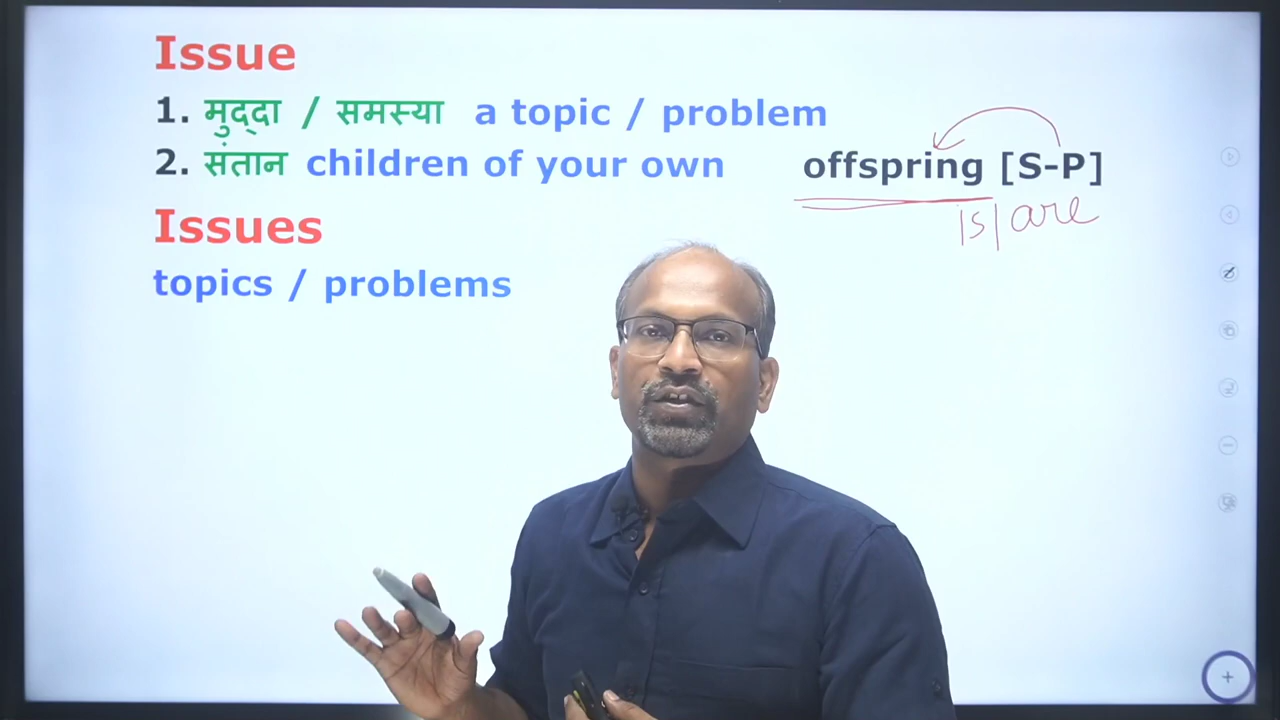 Issue
1. मुद्दा / समस्या a topic / problem
2. संतान children of your own offspring [S-P]
is/are
Issues
topics / problems